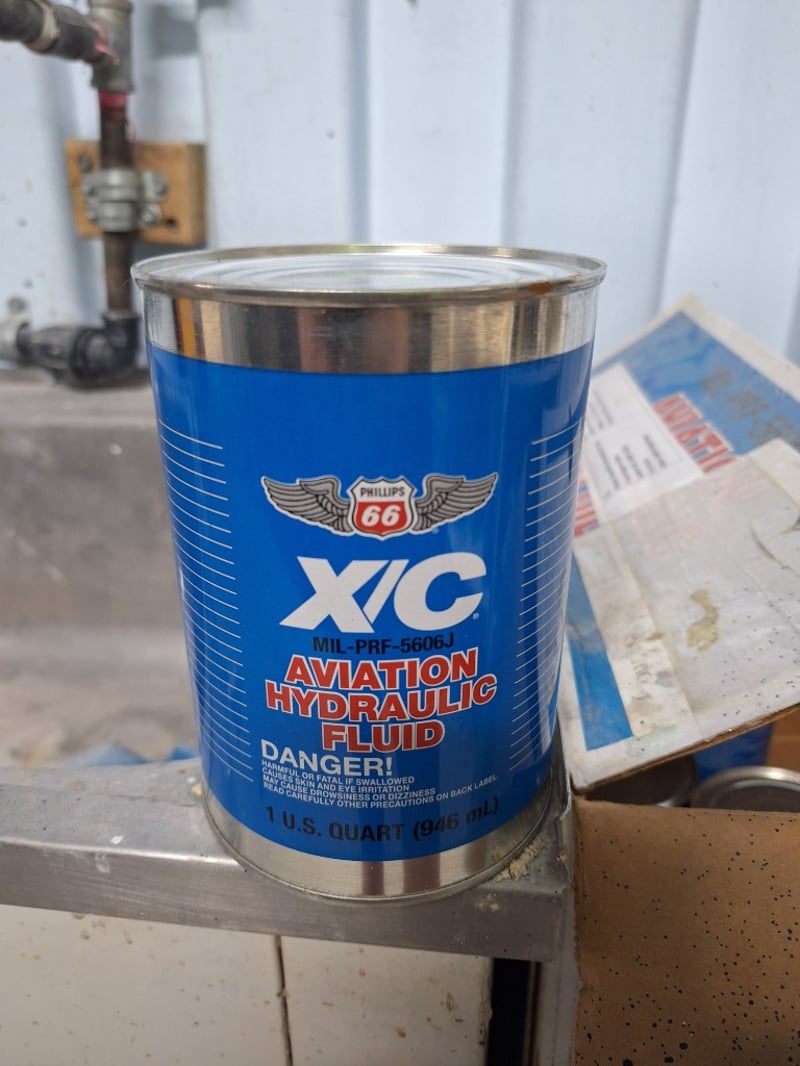 PHILLIPS
66
X/C
MIL-PRF-5606J
AVIATION
HYDRAULIC
FLUID
DANGER!
HARMFUL OR FATAL IF SWALLOWED
CAUSES SKIN AND EYE IRRITATION
MAY CAUSE DROWSINESS OR DIZZINESS
READ CAREFULLY OTHER PRECAUTIONS ON BACK LABEL.
1 U.S. QUART (946 mL)